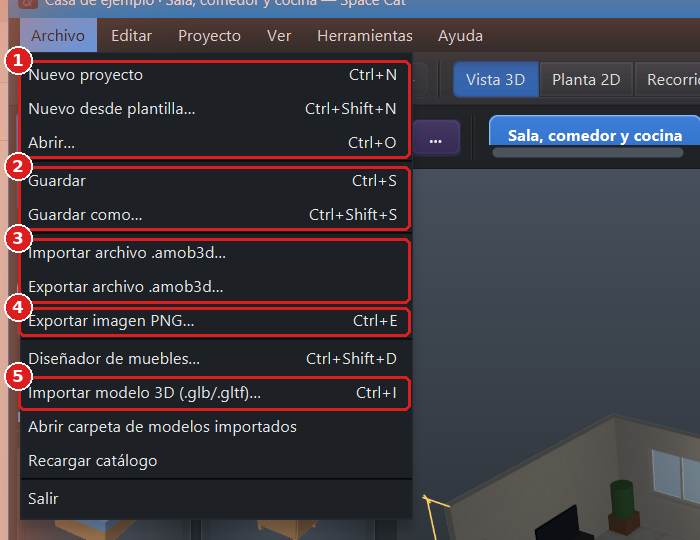 Casa de ejemplo · Sala, comedor y cocina — Space Cat
Archivo Editar Proyecto Ver Herramientas Ayuda
1
Nuevo proyecto Ctrl+N
Vista 3D Planta 2D Recorri
Nuevo desde plantilla... Ctrl+Shift+N
Abrir... Ctrl+O
... Sala, comedor y cocina
2
Guardar Ctrl+S
Guardar como... Ctrl+Shift+S
3
Importar archivo .amob3d...
Exportar archivo .amob3d...
4
Exportar imagen PNG... Ctrl+E
Diseñador de muebles... Ctrl+Shift+D
5
Importar modelo 3D (.glb/.gltf)... Ctrl+I
Abrir carpeta de modelos importados
Recargar catálogo
Salir